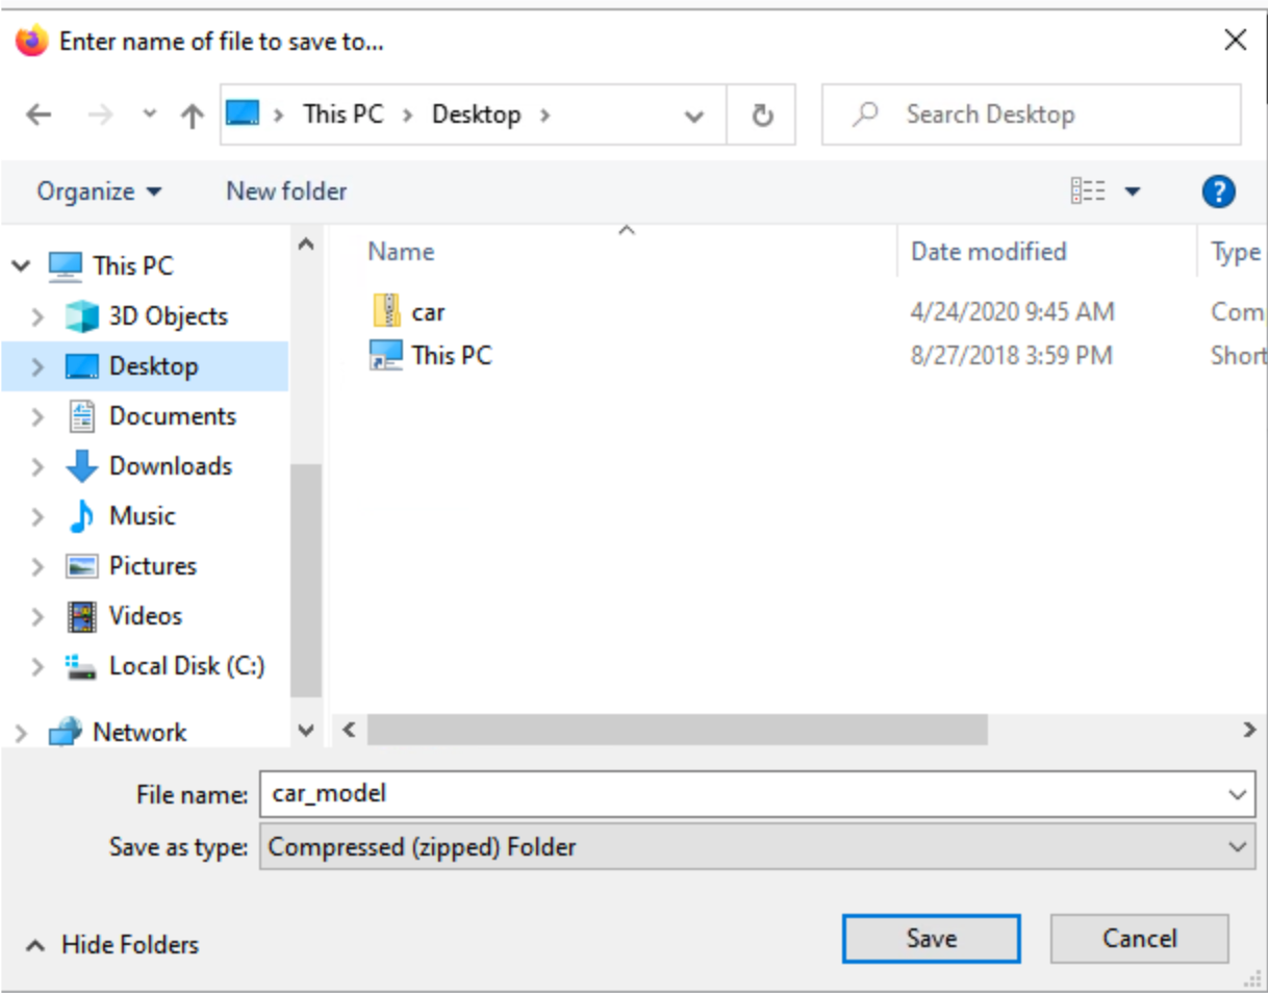 Enter name of file to save to...
This PC > Desktop >
Search Desktop
Organize
New folder
?
Name
Date modified
Type
This PC
3D Objects
Desktop
Documents
Downloads
Music
Pictures
Videos
Local Disk (C:)
Network
car 4/24/2020 9:45 AM Com
This PC 8/27/2018 3:59 PM Short
File name: car_model
Save as type: Compressed (zipped) Folder
Hide Folders
Save
Cancel